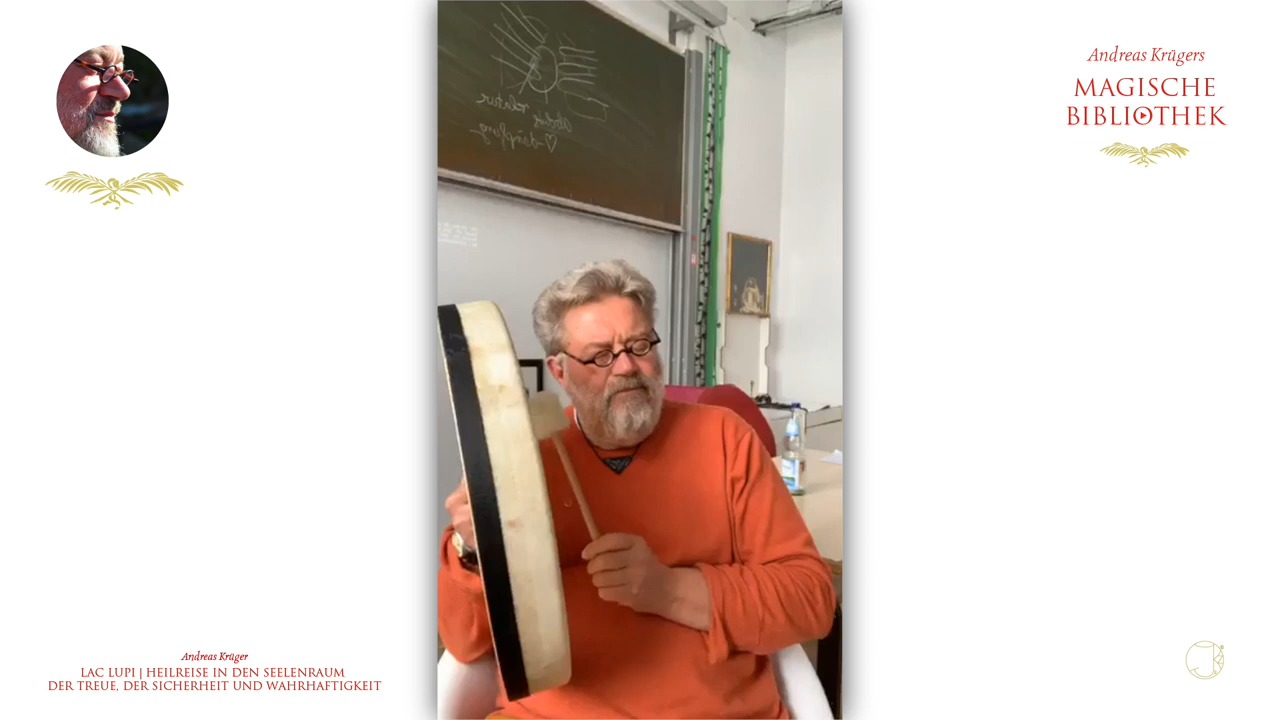 Andreas Krügers
MAGISCHE
BIBLIOTHEK
Andreas Krüger
LAC LUPI | HEILREISE IN DEN SEELENRAUM
DER TREUE, DER SICHERHEIT UND WAHRHAFTIGKEIT